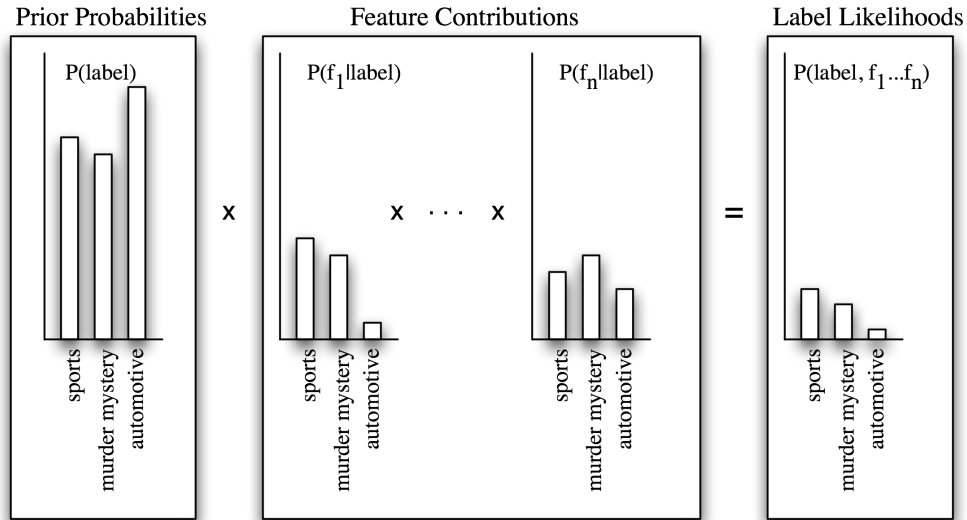 Prior Probabilities
Feature Contributions
Label Likelihoods
P(label)
P(f1|label)
P(fn|label)
P(label, f1...fn)
x
x
. . .
x
=
sports
murder mystery
automotive
sports
murder mystery
automotive
sports
murder mystery
automotive
sports
murder mystery
automotive